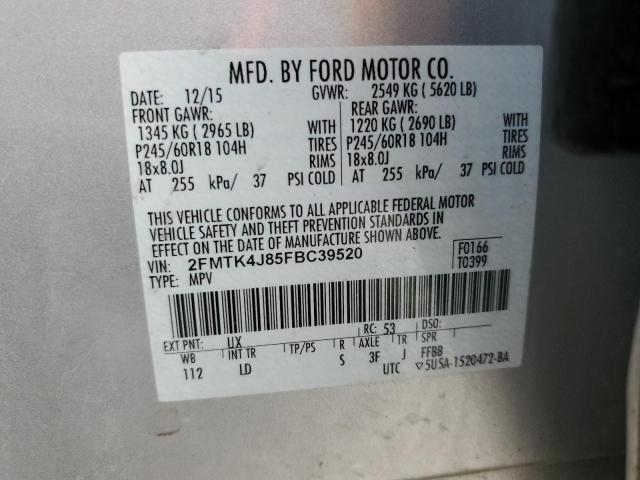 MFD. BY FORD MOTOR CO.
DATE: 12/15 GVWR: 2549 KG ( 5620 LB)
FRONT GAWR: REAR GAWR:
1345 KG ( 2965 LB) WITH 1220 KG ( 2690 LB) WITH
P245/60R18 104H TIRES P245/60R18 104H TIRES
18x8.0J RIMS 18x8.0J RIMS
AT 255 kPa/ 37 PSI COLD AT 255 kPa/ 37 PSI COLD
THIS VEHICLE CONFORMS TO ALL APPLICABLE FEDERAL MOTOR
VEHICLE SAFETY AND THEFT PREVENTION STANDARDS IN
EFFECT ON THE DATE OF MANUFACTURE SHOWN ABOVE.
VIN: 2FMTK4J85FBC39520 F0166
TYPE: MPV T0399
EXT PNT: UX RC: 53 DSO:
WB INT TR TP/PS R AXLE TR SPR
112 LD S 3F J FFBB
UTC ▽5U5A-1520472-BA